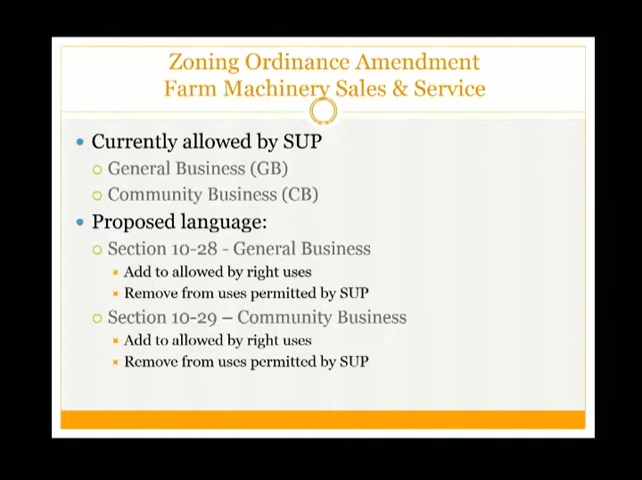 Zoning Ordinance Amendment
Farm Machinery Sales & Service
Currently allowed by SUP
General Business (GB)
Community Business (CB)
Proposed language:
Section 10-28 - General Business
Add to allowed by right uses
Remove from uses permitted by SUP
Section 10-29 – Community Business
Add to allowed by right uses
Remove from uses permitted by SUP